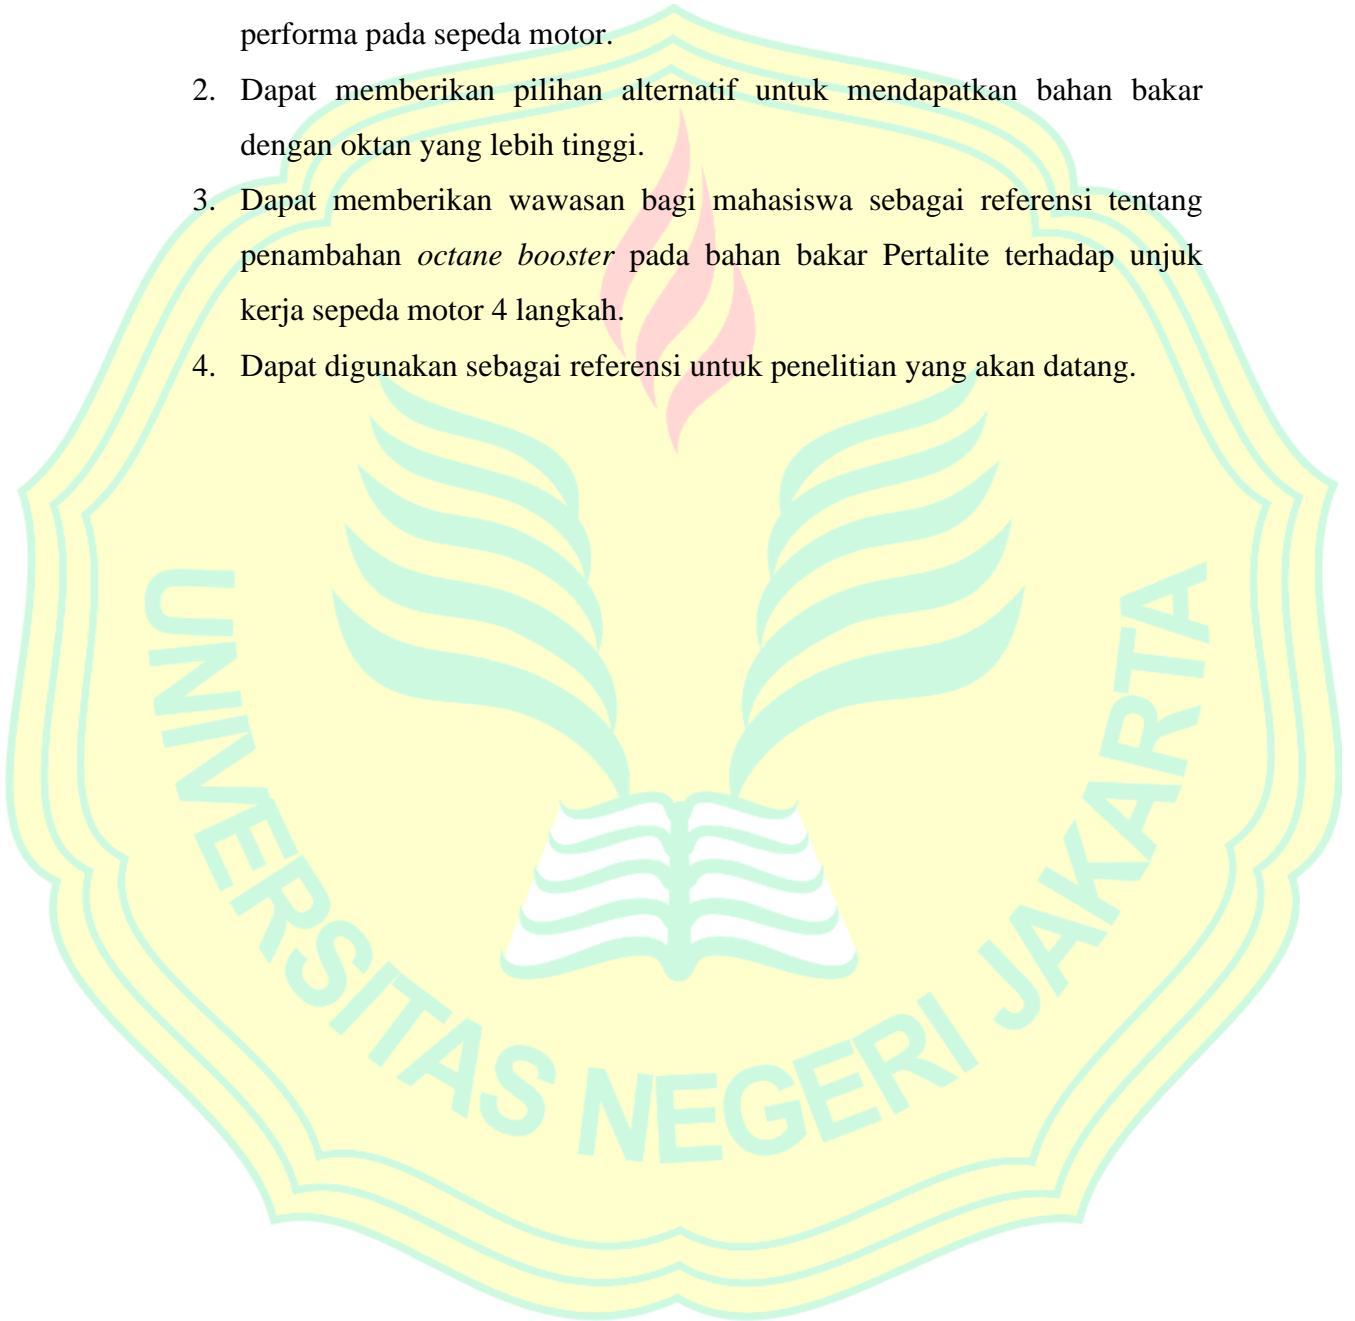 performa pada sepeda motor.
2. Dapat memberikan pilihan alternatif untuk mendapatkan bahan bakar
dengan oktan yang lebih tinggi.
3. Dapat memberikan wawasan bagi mahasiswa sebagai referensi tentang
penambahan octane booster pada bahan bakar Pertalite terhadap unjuk
kerja sepeda motor 4 langkah.
4. Dapat digunakan sebagai referensi untuk penelitian yang akan datang.
UNIVERSITAS NEGERI JAKARTA